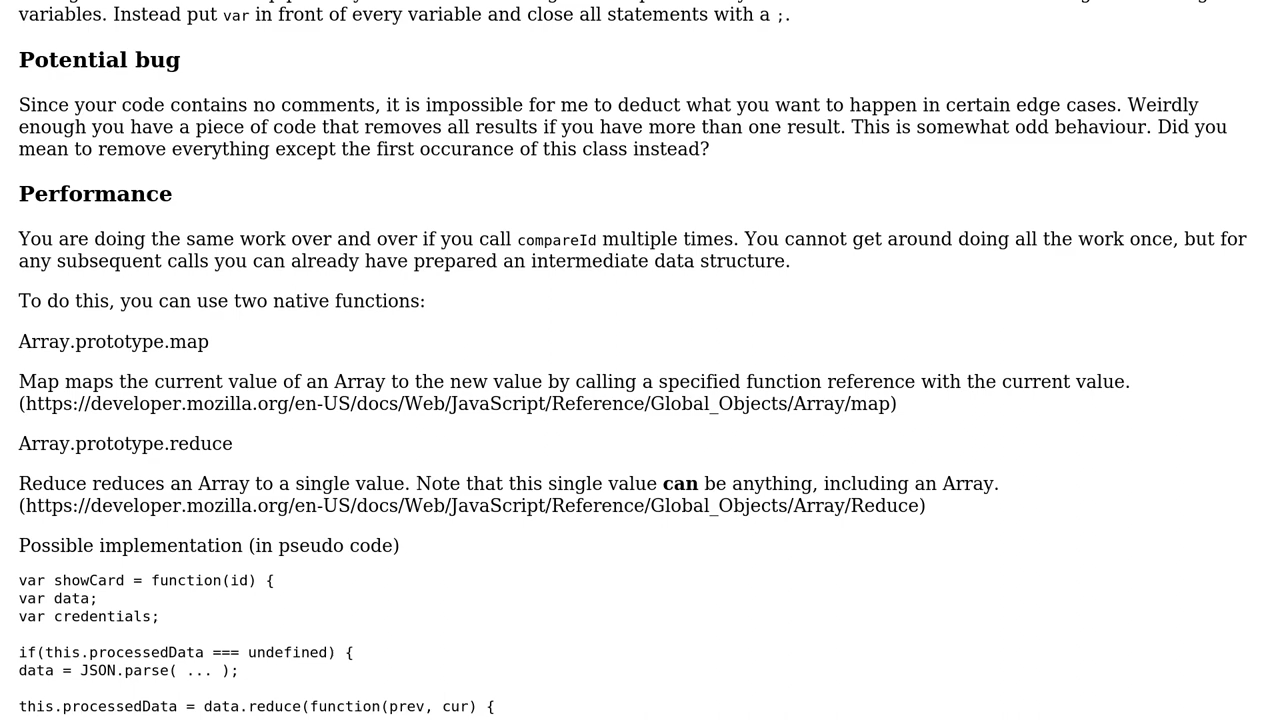 variables. Instead put var in front of every variable and close all statements with a ;.
Potential bug
Since your code contains no comments, it is impossible for me to deduct what you want to happen in certain edge cases. Weirdly
enough you have a piece of code that removes all results if you have more than one result. This is somewhat odd behaviour. Did you
mean to remove everything except the first occurance of this class instead?
Performance
You are doing the same work over and over if you call compareId multiple times. You cannot get around doing all the work once, but for
any subsequent calls you can already have prepared an intermediate data structure.
To do this, you can use two native functions:
Array.prototype.map
Map maps the current value of an Array to the new value by calling a specified function reference with the current value.
(https://developer.mozilla.org/en-US/docs/Web/JavaScript/Reference/Global_Objects/Array/map)
Array.prototype.reduce
Reduce reduces an Array to a single value. Note that this single value can be anything, including an Array.
(https://developer.mozilla.org/en-US/docs/Web/JavaScript/Reference/Global_Objects/Array/Reduce)
Possible implementation (in pseudo code)
var showCard = function(id) {
var data;
var credentials;
if(this.processedData === undefined) {
data = JSON.parse( ... );
this.processedData = data.reduce(function(prev, cur) {